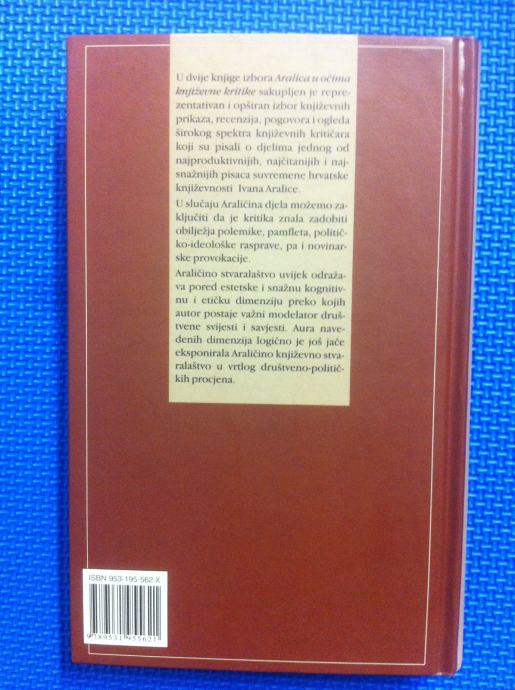 U dvije knjige izbora Aralica u očima
književne kritike sakupljen je repre-
zentativan i opširan izbor književnih
prikaza, recenzija, pogovora i ogleda
širokog spektra književnih kritičara
koji su pisali o djelima jednog od
najproduktivnijih, najčitanijih i naj-
snažnijih pisaca suvremene hrvatske
književnosti Ivana Aralice.
U slučaju Araličina djela možemo za-
ključiti da je kritika znala zadobiti
obilježja polemike, pamfleta, politič-
ko-ideološke rasprave, pa i novinar-
ske provokacije.
Araličino stvaralaštvo uvijek odraža-
va pored estetske i snažnu kognitiv-
nu i etičku dimenziju preko kojih
autor postaje važni modelator druš-
tvene svijesti i savjesti. Aura nave-
denih dimenzija logično je još jače
eksponirala Araličino književno stva-
ralaštvo u vrtlog društveno-politič-
kih procjena.
ISBN 953-195-562-X
9789531955621